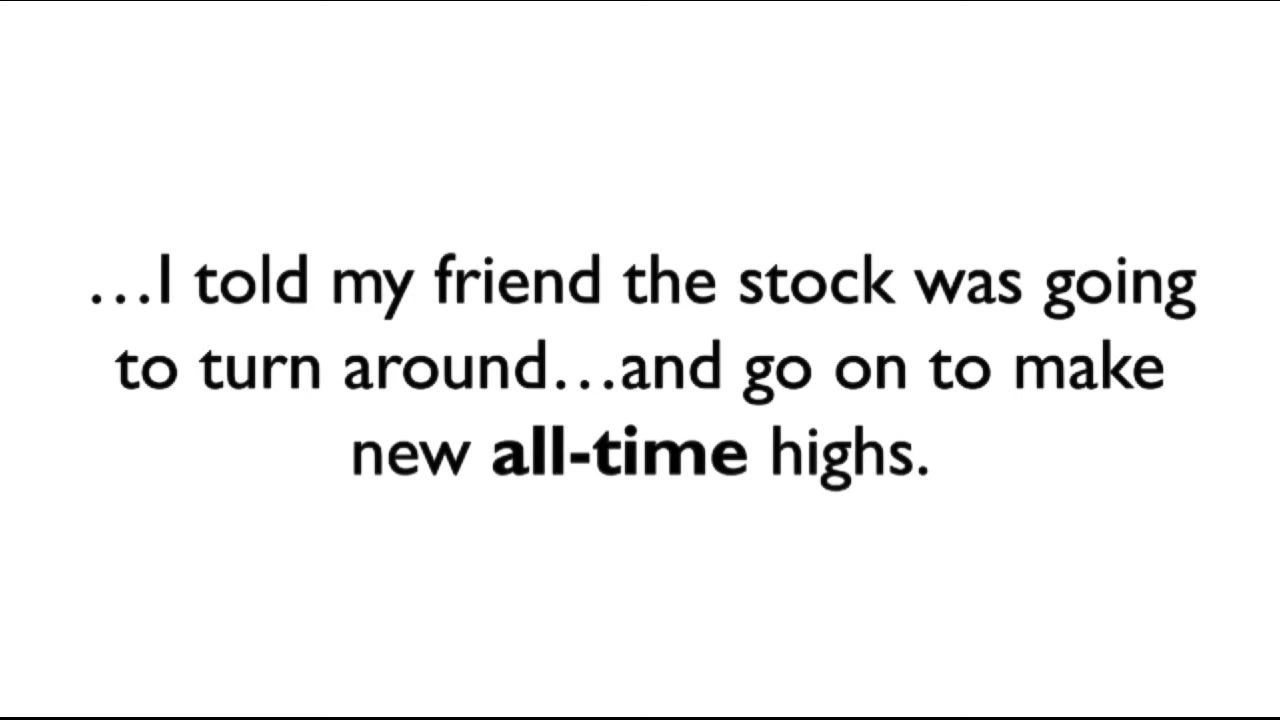 …I told my friend the stock was going
to turn around…and go on to make
new all-time highs.